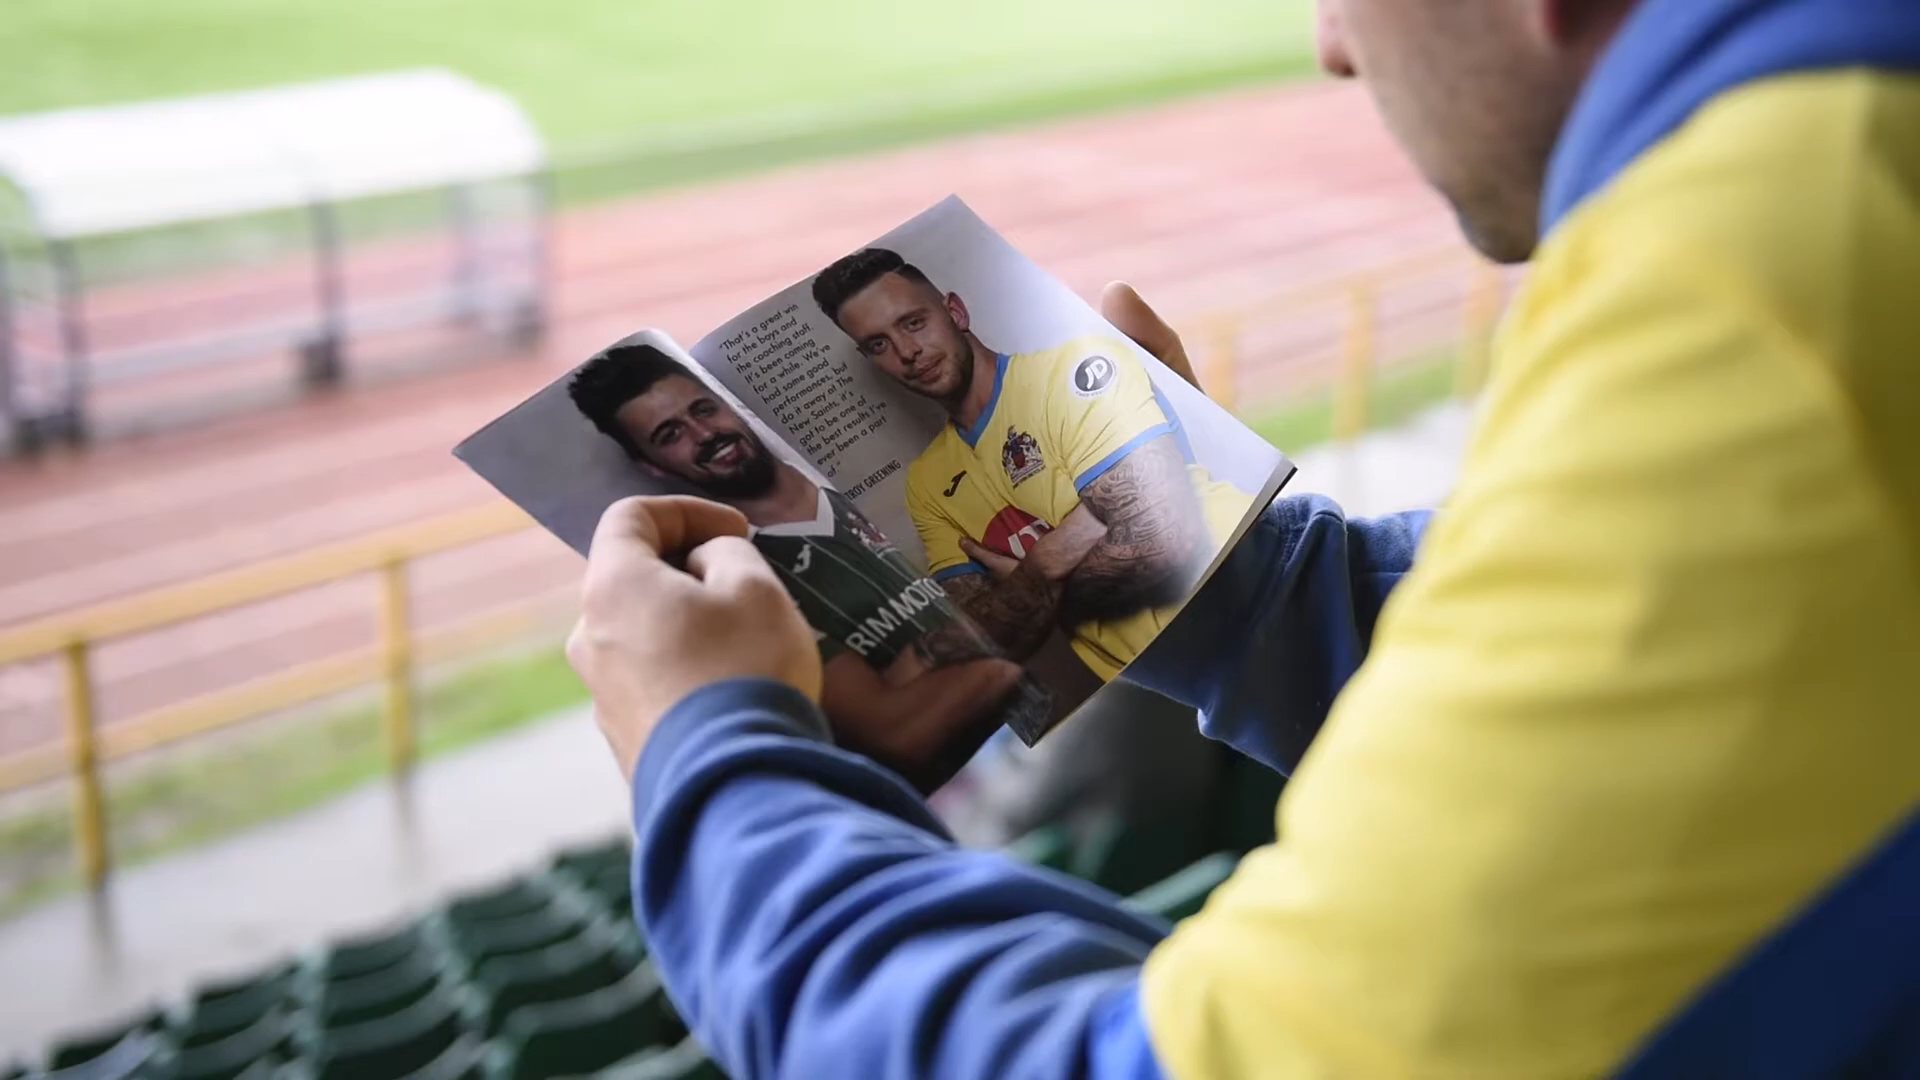 "That's a great win
for the boys and
the coaching staff.
It's been coming
for a while. We've
had some good
performances, but
do it away at The
New Saints, it's
got to be one of
the best results I've
ever been a part
of."
TROY GREENING
JD
RIM MOTO